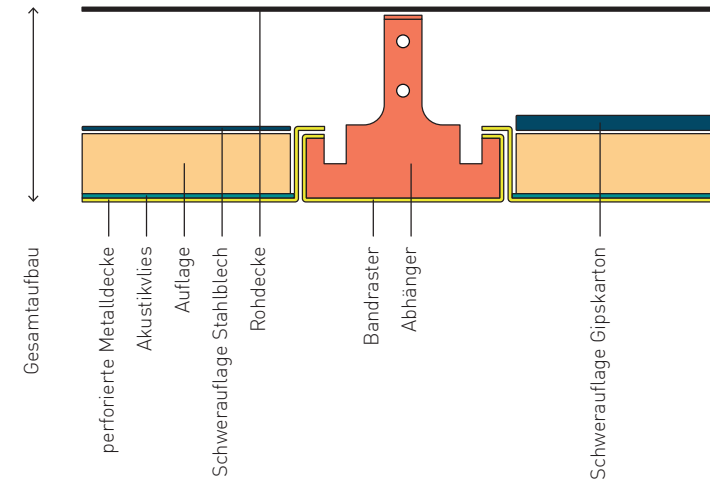 Gesamtaufbau
perforierte Metalldecke
Akustikvlies
Auflage
Schwerauflage Stahlblech
Rohdecke
Bandraster
Abhänger
Schwerauflage Gipskarton